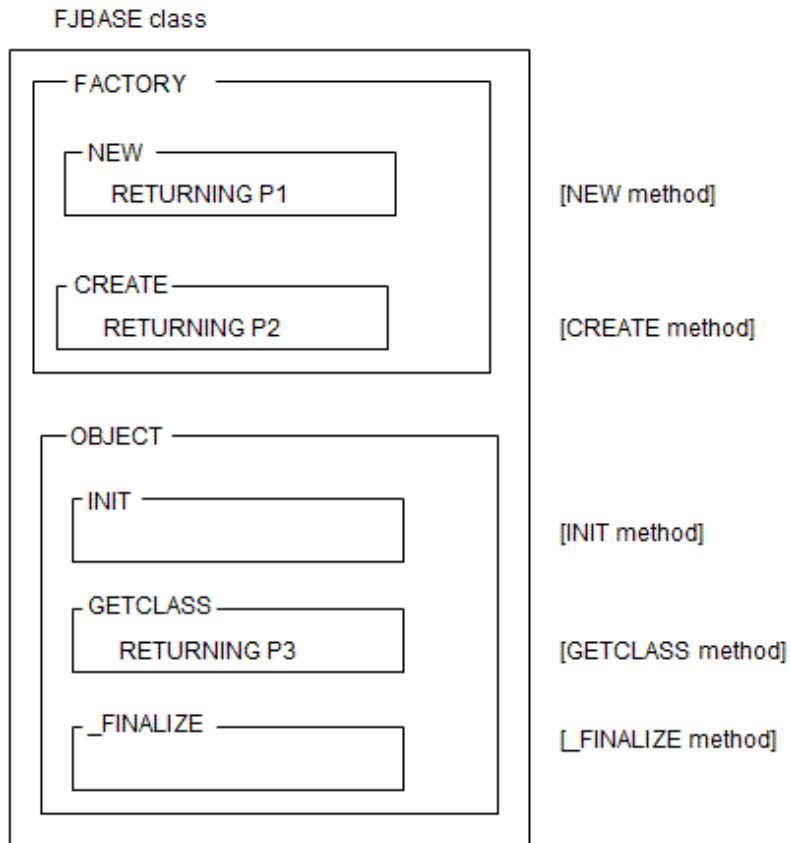 FJBASE class
FACTORY
NEW
RETURNING P1 [NEW method]
CREATE
RETURNING P2 [CREATE method]
OBJECT
INIT
[INIT method]
GETCLASS
RETURNING P3 [GETCLASS method]
_FINALIZE
[_FINALIZE method]